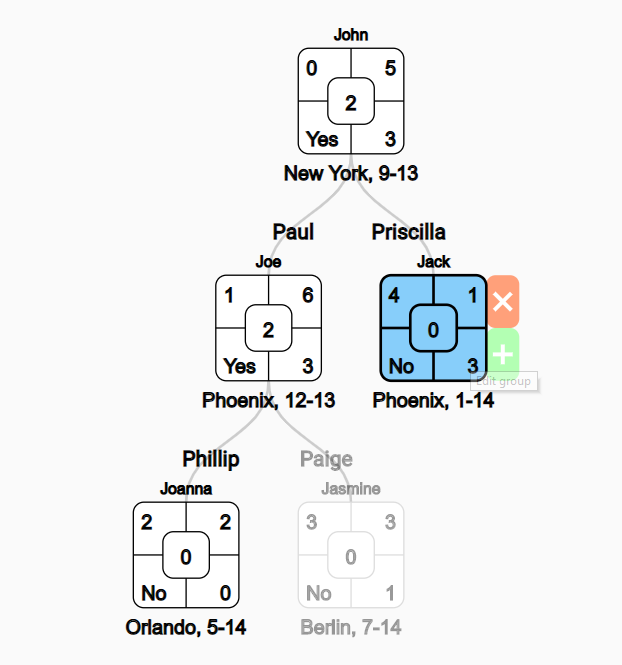 John
0 5
2
Yes 3
New York, 9-13
Paul Priscilla
Joe Jack
1 6 4 1
2 0
Yes 3 No 3
Edit group
Phoenix, 12-13 Phoenix, 1-14
Phillip Paige
Joanna Jasmine
2 2 3 3
0 0
No 0 No 1
Orlando, 5-14 Berlin, 7-14